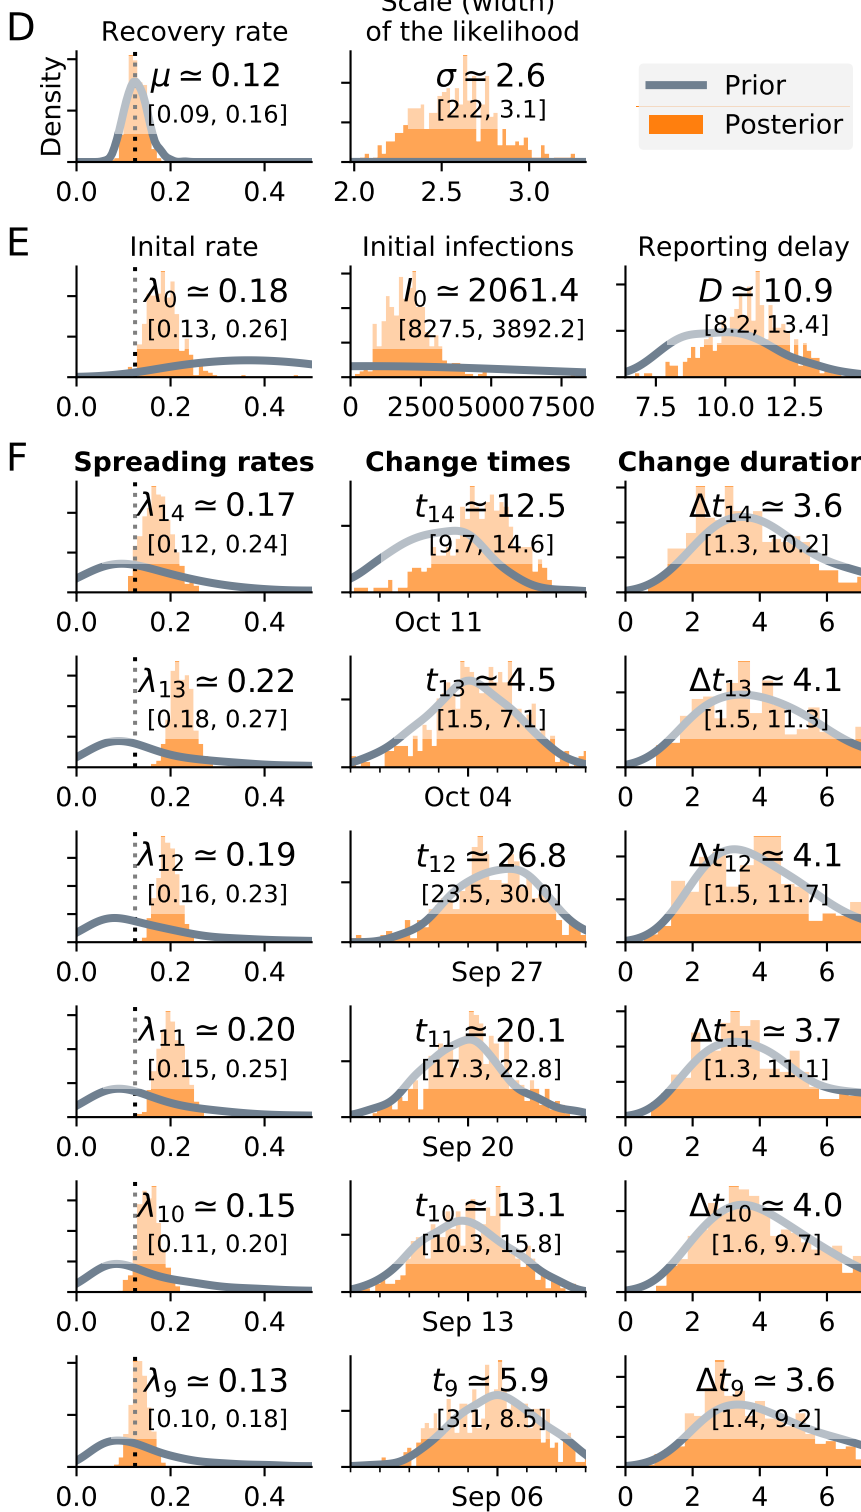 D
Recovery rate
Scale (width)
of the likelihood
Density
μ ≃ 0.12
[0.09, 0.16]
0.0 0.2 0.4
σ ≃ 2.6
[2.2, 3.1]
2.0 2.5 3.0
Prior
Posterior
E
Inital rate
λ0 ≃ 0.18
[0.13, 0.26]
0.0 0.2 0.4
Initial infections
I0 ≃ 2061.4
[827.5, 3892.2]
0 2500 5000 7500
Reporting delay
D ≃ 10.9
[8.2, 13.4]
7.5 10.0 12.5
F
Spreading rates Change times Change duration
λ14 ≃ 0.17 t14 ≃ 12.5 Δt14 ≃ 3.6
[0.12, 0.24] [9.7, 14.6] [1.3, 10.2]
0.0 0.2 0.4 Oct 11 0 2 4 6
λ13 ≃ 0.22 t13 ≃ 4.5 Δt13 ≃ 4.1
[0.18, 0.27] [1.5, 7.1] [1.5, 11.3]
0.0 0.2 0.4 Oct 04 0 2 4 6
λ12 ≃ 0.19 t12 ≃ 26.8 Δt12 ≃ 4.1
[0.16, 0.23] [23.5, 30.0] [1.5, 11.7]
0.0 0.2 0.4 Sep 27 0 2 4 6
λ11 ≃ 0.20 t11 ≃ 20.1 Δt11 ≃ 3.7
[0.15, 0.25] [17.3, 22.8] [1.3, 11.1]
0.0 0.2 0.4 Sep 20 0 2 4 6
λ10 ≃ 0.15 t10 ≃ 13.1 Δt10 ≃ 4.0
[0.11, 0.20] [10.3, 15.8] [1.6, 9.7]
0.0 0.2 0.4 Sep 13 0 2 4 6
λ9 ≃ 0.13 t9 ≃ 5.9 Δt9 ≃ 3.6
[0.10, 0.18] [3.1, 8.5] [1.4, 9.2]
0.0 0.2 0.4 Sep 06 0 2 4 6